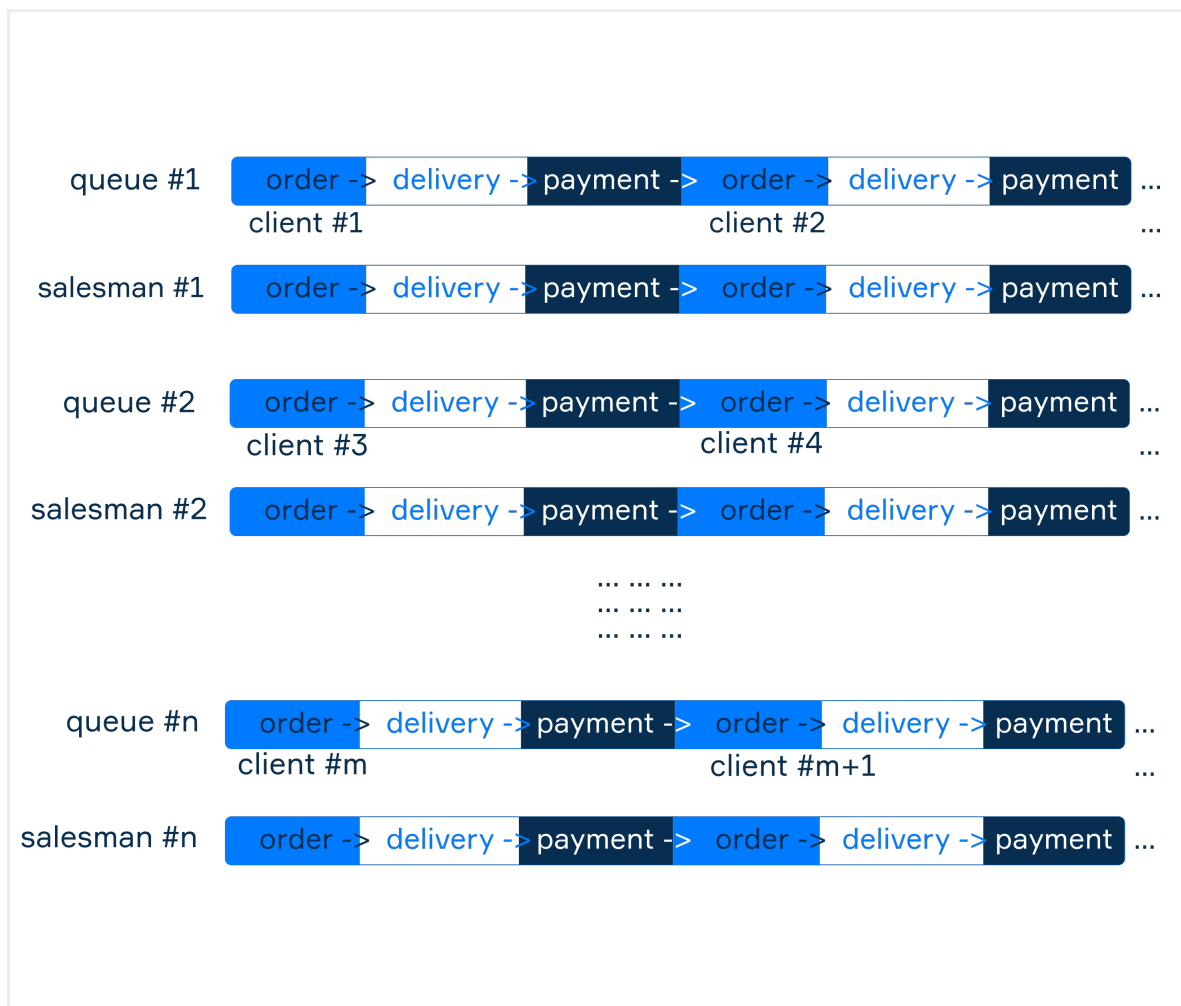 queue #1 order -> delivery -> payment -> order -> delivery -> payment ...
client #1 client #2 ...
salesman #1 order -> delivery -> payment -> order -> delivery -> payment ...
queue #2 order -> delivery -> payment -> order -> delivery -> payment ...
client #3 client #4 ...
salesman #2 order -> delivery -> payment -> order -> delivery -> payment ...
... ... ...
... ... ...
... ... ...
queue #n order -> delivery -> payment -> order -> delivery -> payment ...
client #m client #m+1 ...
salesman #n order -> delivery -> payment -> order -> delivery -> payment ...